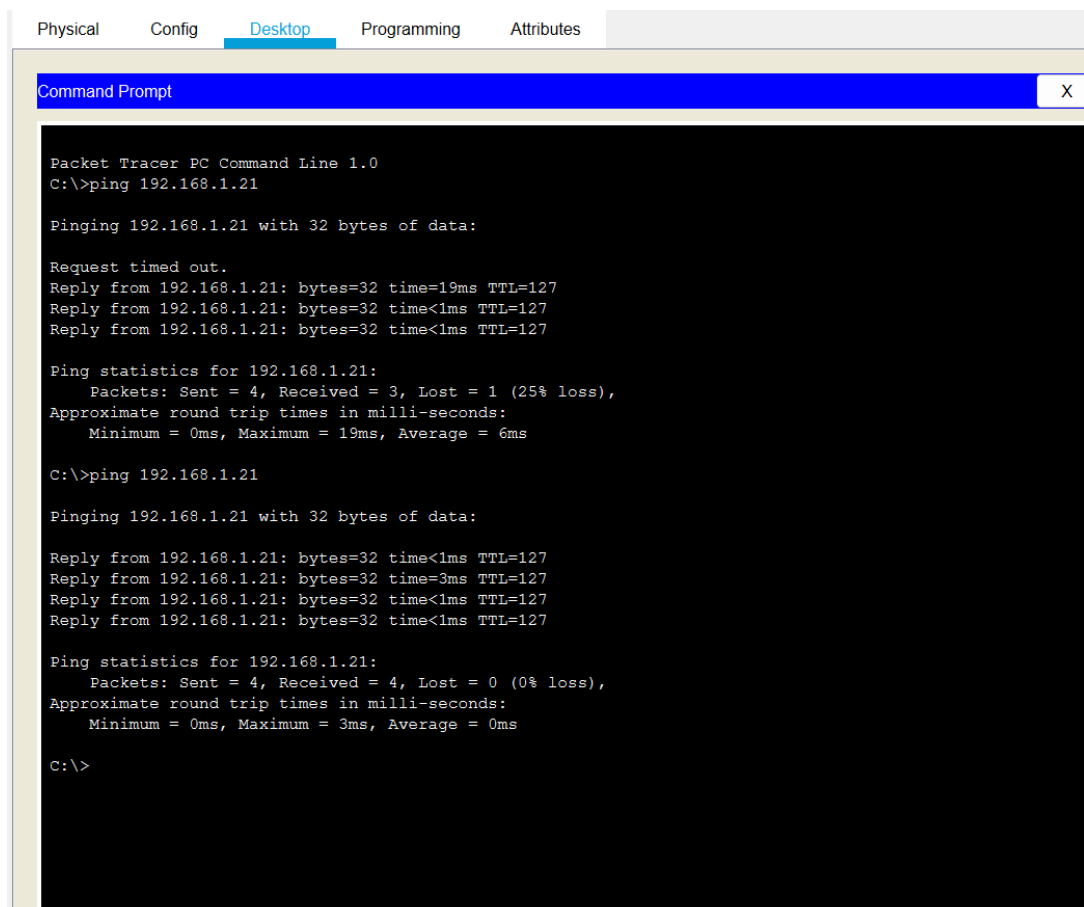 Physical Config Desktop Programming Attributes
Command Prompt X
Packet Tracer PC Command Line 1.0
C:\>ping 192.168.1.21
Pinging 192.168.1.21 with 32 bytes of data:
Request timed out.
Reply from 192.168.1.21: bytes=32 time=19ms TTL=127
Reply from 192.168.1.21: bytes=32 time<1ms TTL=127
Reply from 192.168.1.21: bytes=32 time<1ms TTL=127
Ping statistics for 192.168.1.21:
    Packets: Sent = 4, Received = 3, Lost = 1 (25% loss),
Approximate round trip times in milli-seconds:
    Minimum = 0ms, Maximum = 19ms, Average = 6ms
C:\>ping 192.168.1.21
Pinging 192.168.1.21 with 32 bytes of data:
Reply from 192.168.1.21: bytes=32 time<1ms TTL=127
Reply from 192.168.1.21: bytes=32 time=3ms TTL=127
Reply from 192.168.1.21: bytes=32 time<1ms TTL=127
Reply from 192.168.1.21: bytes=32 time<1ms TTL=127
Ping statistics for 192.168.1.21:
    Packets: Sent = 4, Received = 4, Lost = 0 (0% loss),
Approximate round trip times in milli-seconds:
    Minimum = 0ms, Maximum = 3ms, Average = 0ms
C:\>